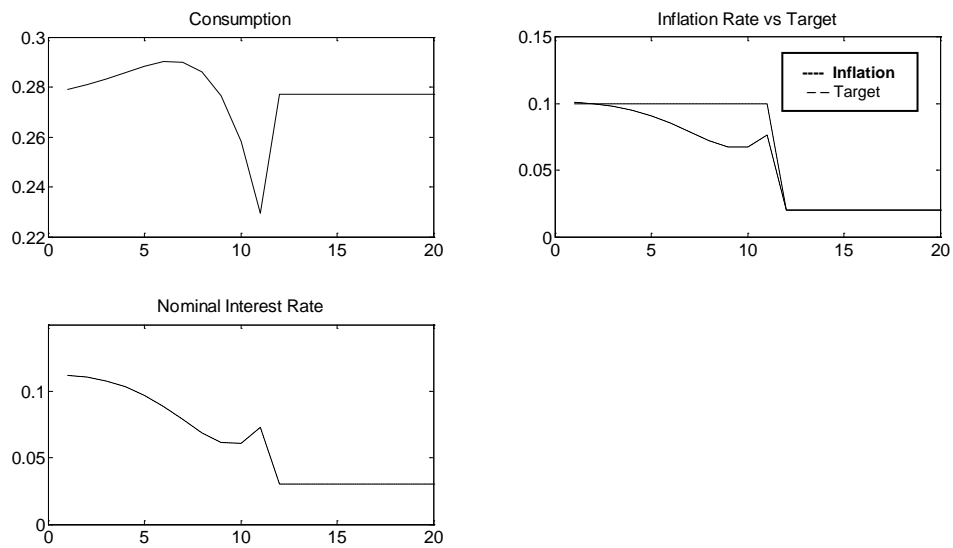 Consumption
0.3
0.28
0.26
0.24
0.22
0 5 10 15 20
Inflation Rate vs Target
0.15
0.1
0.05
0
0 5 10 15 20
---- Inflation
– – Target
Nominal Interest Rate
0.1
0.05
0
0 5 10 15 20